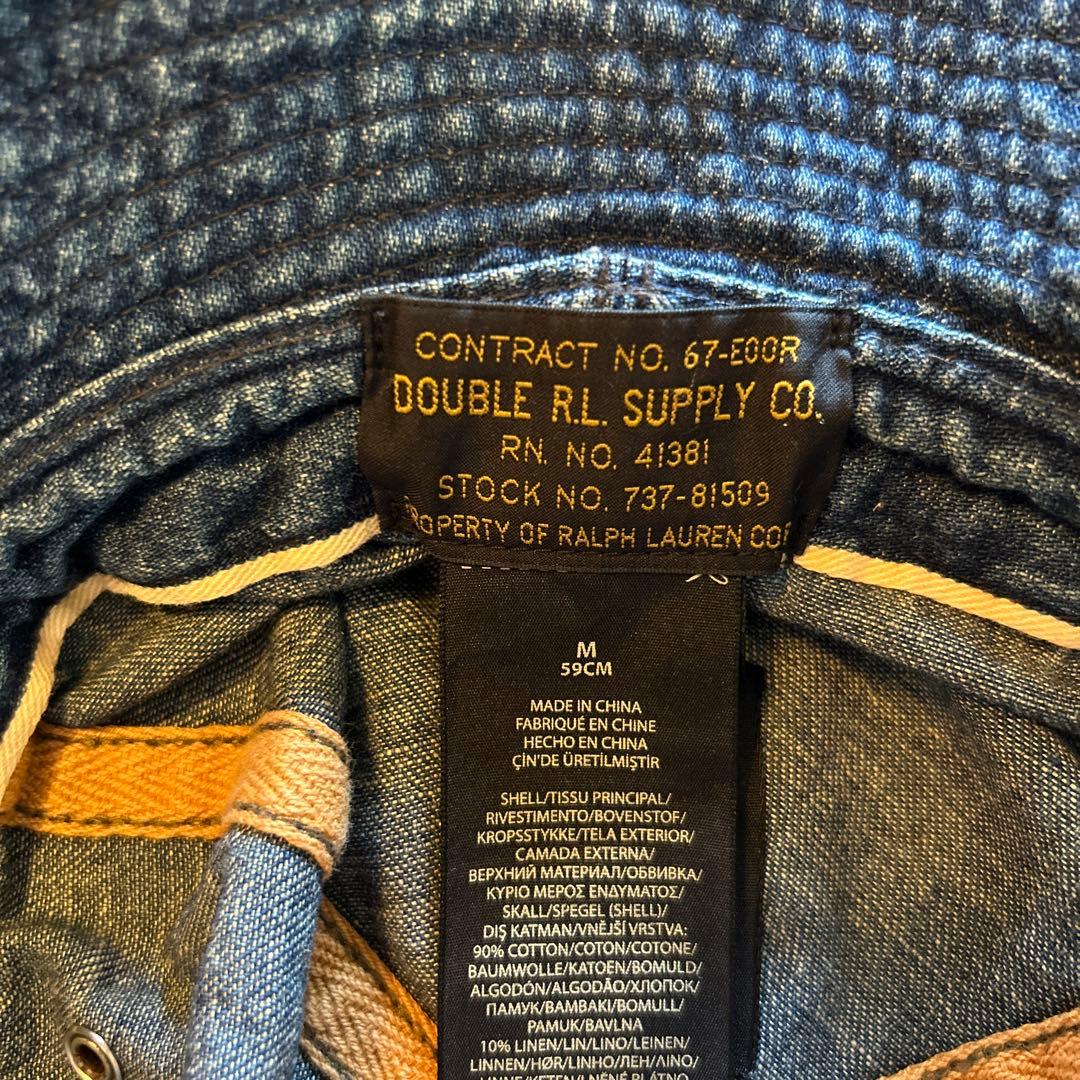 CONTRACT NO. 67-E00R
DOUBLE R.L. SUPPLY CO.
RN. NO. 41381
STOCK NO. 737-81509
PROPERTY OF RALPH LAUREN
M
59CM
MADE IN CHINA
FABRIQUÉ EN CHINE
HECHO EN CHINA
ÇİN'DE ÜRETİLMİŞTİR
SHELL/TISSU PRINCIPAL/
RIVESTIMENTO/BOVENSTOF/
KROPSSTYKKE/TELA EXTERIOR/
CAMADA EXTERNA/
ВЕРХНИЙ МАТЕРИАЛ/ОБВИВКА/
ΚΥΡΙΟ ΜΕΡΟΣ ΕΝΔΥΜΑΤΟΣ/
SKALL/SPEGEL (SHELL)/
DIŞ KATMAN/VNĚJŠÍ VRSTVA:
90% COTTON/COTON/COTONE/
BAUMWOLLE/KATOEN/BOMULD/
ALGODÓN/ALGODÃO/ХЛОПОК/
ПАМУК/ΒΑΜΒΑΚΙ/BOMULL/
PAMUK/BAVLNA
10% LINEN/LIN/LINO/LEINEN/
LINNEN/HØR/LINHO/ЛЕН/ΛΙΝΟ/